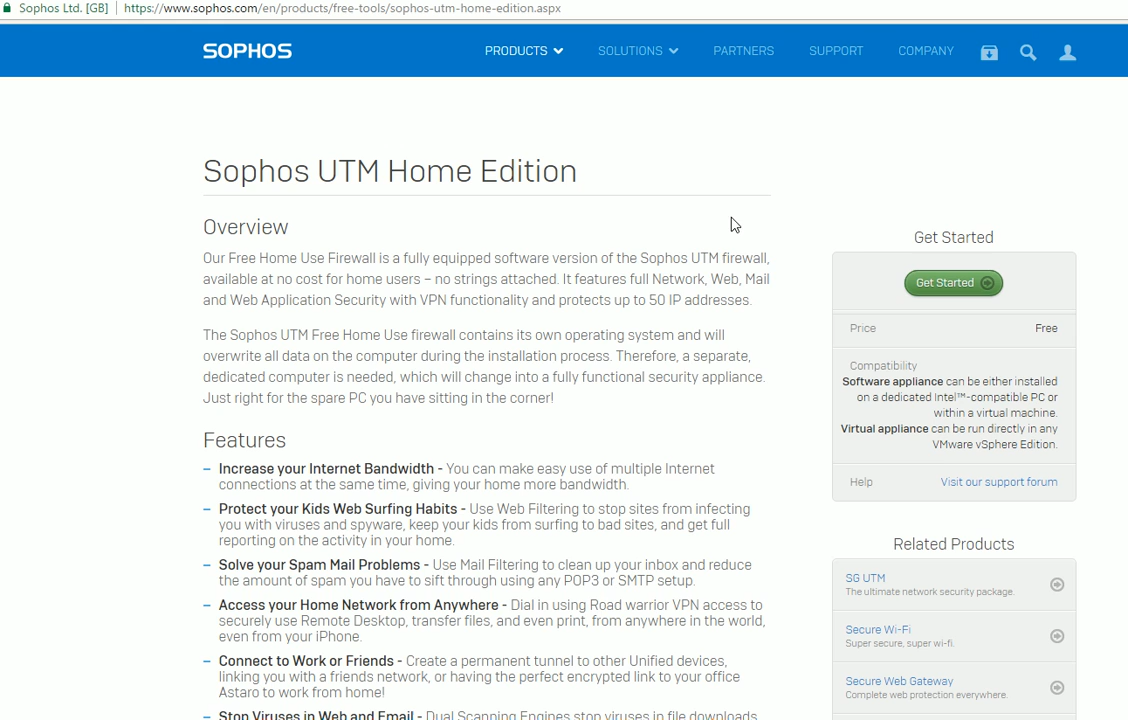 Sophos Ltd. [GB] https://www.sophos.com/en/products/free-tools/sophos-utm-home-edition.aspx
SOPHOS PRODUCTS SOLUTIONS PARTNERS SUPPORT COMPANY
Sophos UTM Home Edition
Overview
Our Free Home Use Firewall is a fully equipped software version of the Sophos UTM firewall,
available at no cost for home users – no strings attached. It features full Network, Web, Mail
and Web Application Security with VPN functionality and protects up to 50 IP addresses.
The Sophos UTM Free Home Use firewall contains its own operating system and will
overwrite all data on the computer during the installation process. Therefore, a separate,
dedicated computer is needed, which will change into a fully functional security appliance.
Just right for the spare PC you have sitting in the corner!
Features
– Increase your Internet Bandwidth - You can make easy use of multiple Internet
connections at the same time, giving your home more bandwidth.
– Protect your Kids Web Surfing Habits - Use Web Filtering to stop sites from infecting
you with viruses and spyware, keep your kids from surfing to bad sites, and get full
reporting on the activity in your home.
– Solve your Spam Mail Problems - Use Mail Filtering to clean up your inbox and reduce
the amount of spam you have to sift through using any POP3 or SMTP setup.
– Access your Home Network from Anywhere - Dial in using Road warrior VPN access to
securely use Remote Desktop, transfer files, and even print, from anywhere in the world,
even from your iPhone.
– Connect to Work or Friends - Create a permanent tunnel to other Unified devices,
linking you with a friends network, or having the perfect encrypted link to your office
Astaro to work from home!
– Stop Viruses in Web and Email - Dual Scanning Engines stop viruses in file downloads,
Get Started
Get Started
Price Free
Compatibility
Software appliance can be either installed
on a dedicated Intel™-compatible PC or
within a virtual machine.
Virtual appliance can be run directly in any
VMware vSphere Edition.
Help Visit our support forum
Related Products
SG UTM
The ultimate network security package.
Secure Wi-Fi
Super secure, super wi-fi.
Secure Web Gateway
Complete web protection everywhere.